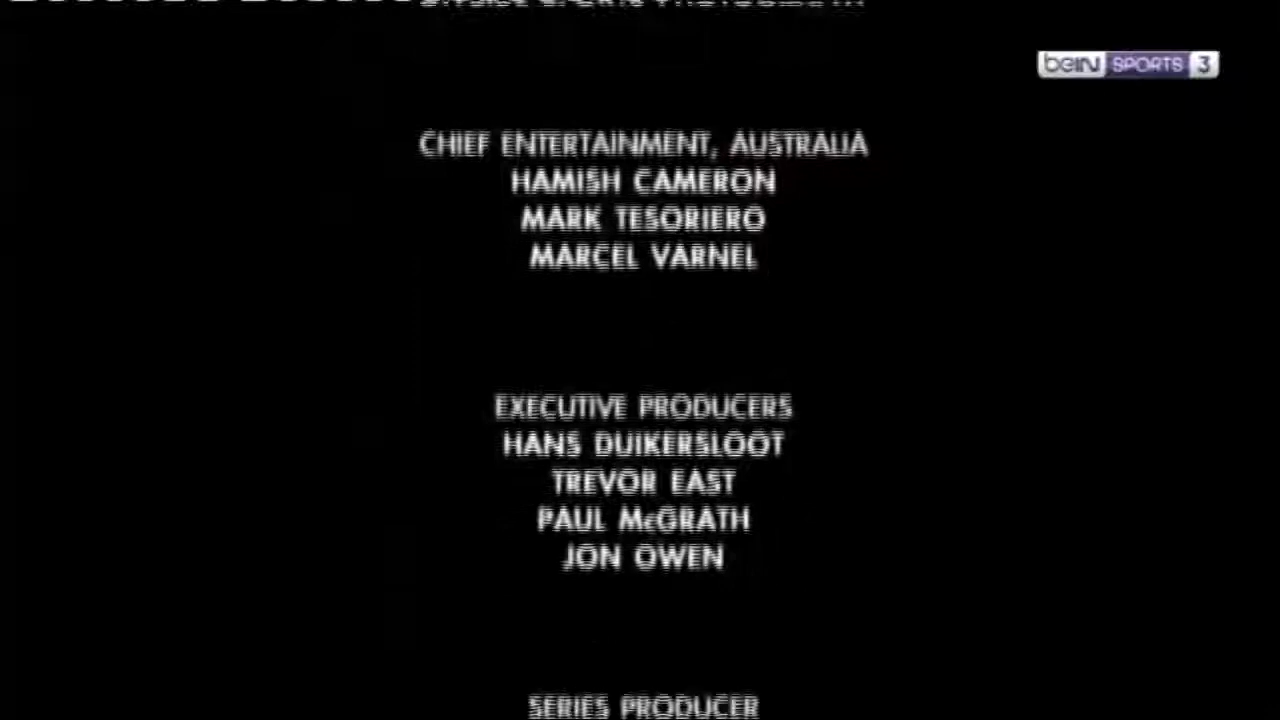 beIN SPORTS 3
CHIEF ENTERTAINMENT, AUSTRALIA
HAMISH CAMERON
MARK TESORIERO
MARCEL VARNEL
EXECUTIVE PRODUCERS
HANS DUIKERSLOOT
TREVOR EAST
PAUL McGRATH
JON OWEN
SERIES PRODUCER